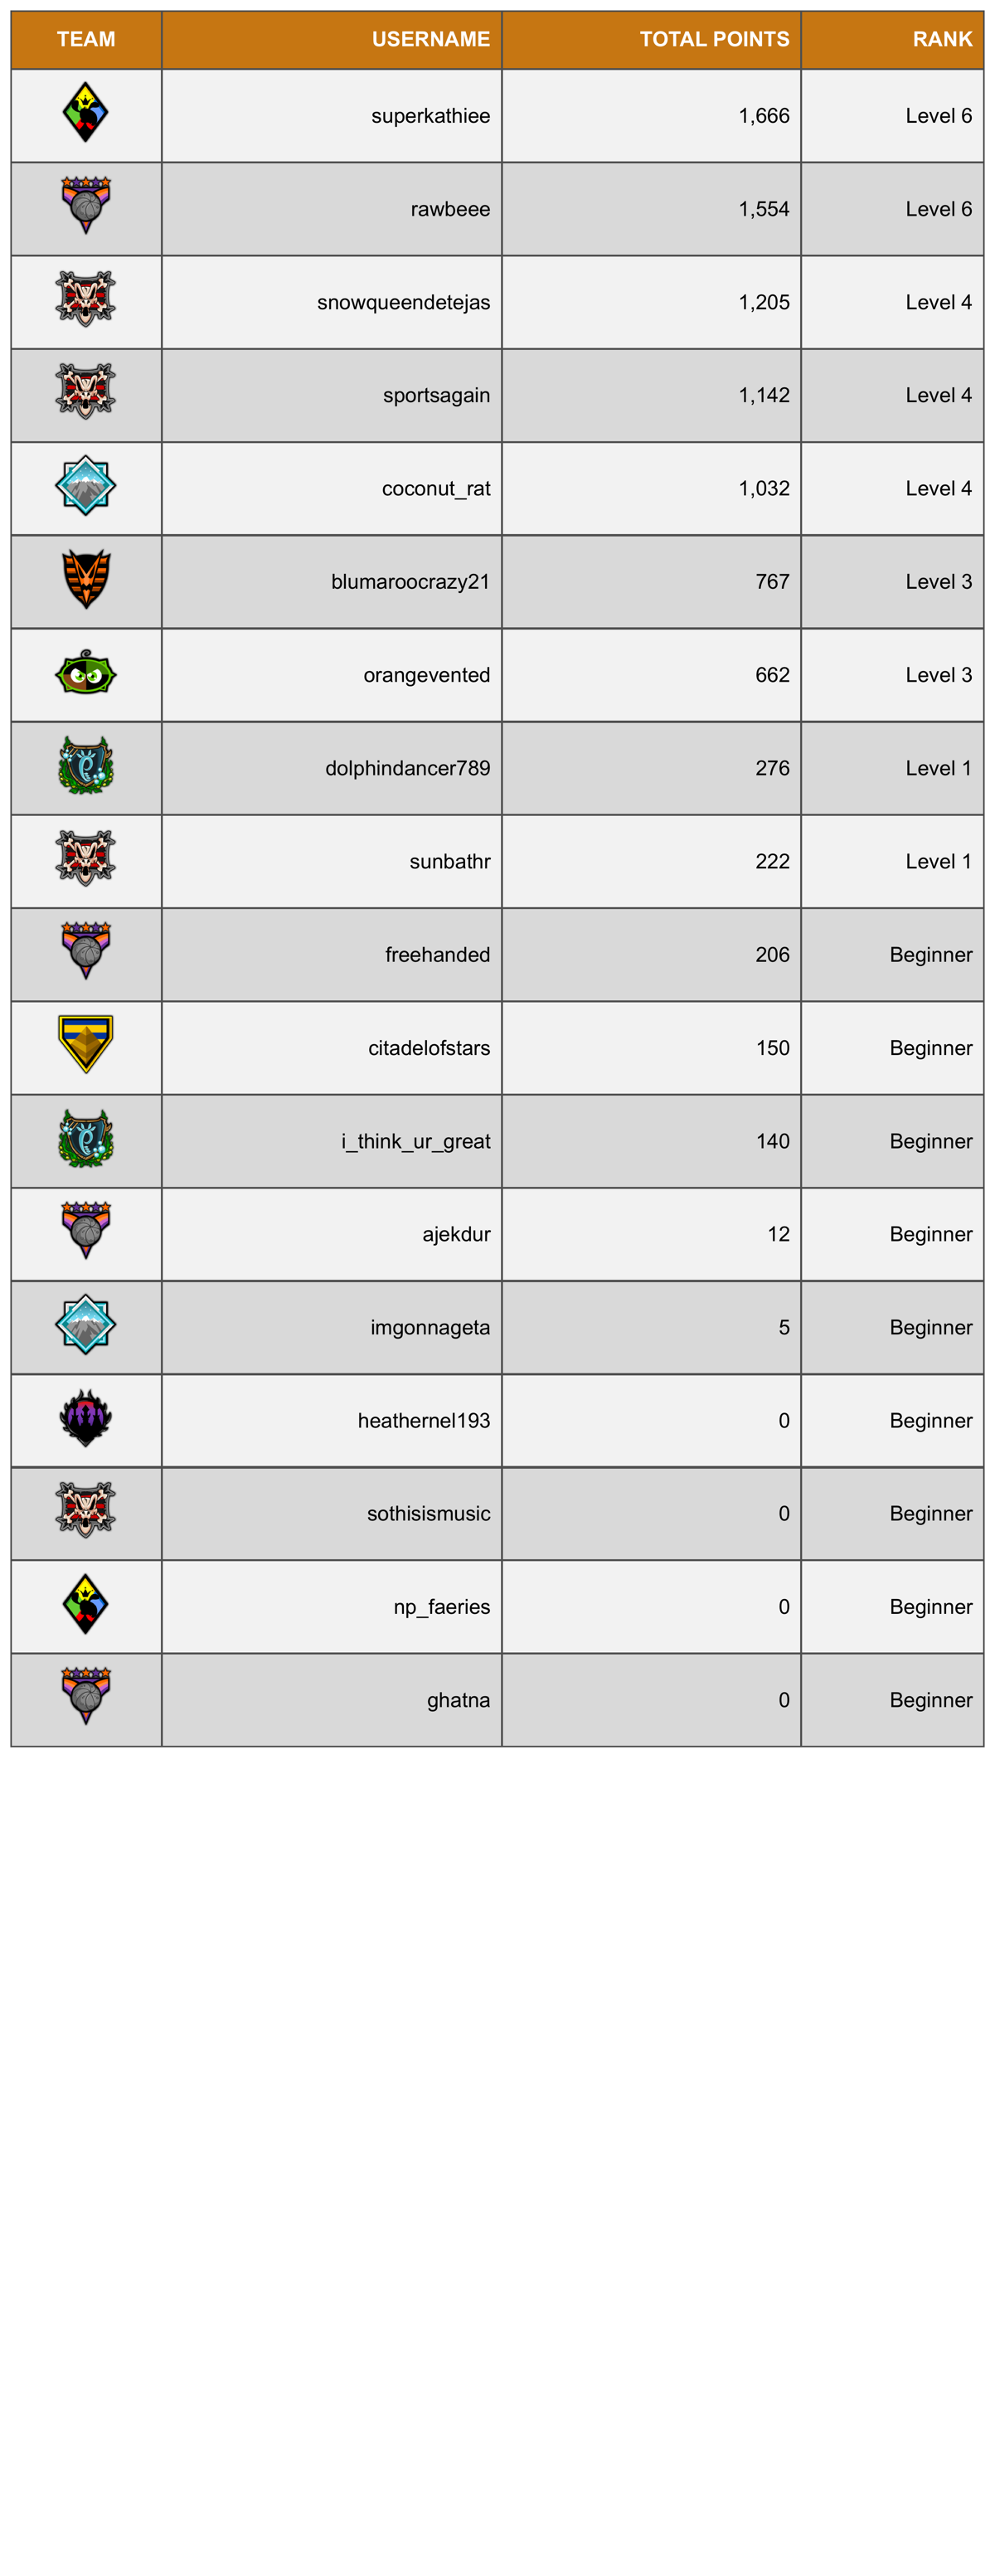 TEAM USERNAME TOTAL POINTS RANK
superkathiee 1,666 Level 6
rawbeee 1,554 Level 6
snowqueendetejas 1,205 Level 4
sportsagain 1,142 Level 4
coconut_rat 1,032 Level 4
blumaroocrazy21 767 Level 3
orangevented 662 Level 3
dolphindancer789 276 Level 1
sunbathr 222 Level 1
freehanded 206 Beginner
citadelofstars 150 Beginner
i_think_ur_great 140 Beginner
ajekdur 12 Beginner
imgonnageta 5 Beginner
heathernel193 0 Beginner
sothisismusic 0 Beginner
np_faeries 0 Beginner
ghatna 0 Beginner